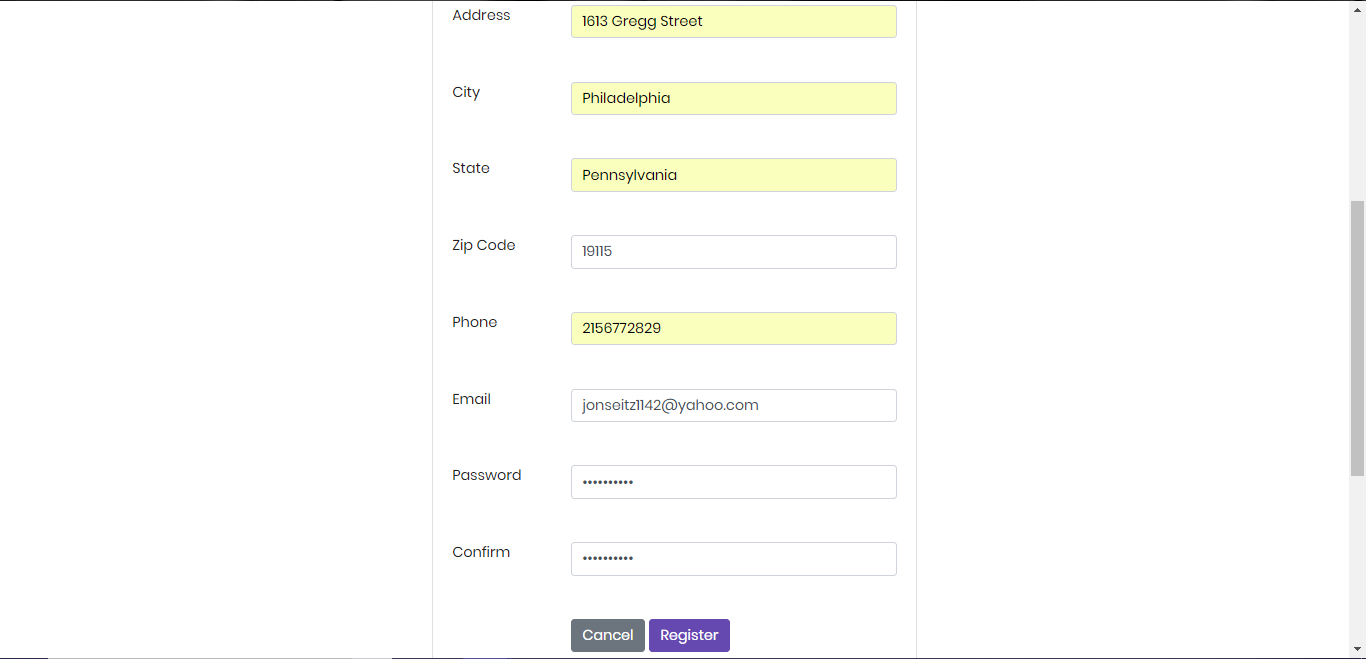 Address 1613 Gregg Street
City Philadelphia
State Pennsylvania
Zip Code 19115
Phone 2156772829
Email jonseitz1142@yahoo.com
Password ••••••••••
Confirm ••••••••••
Cancel Register